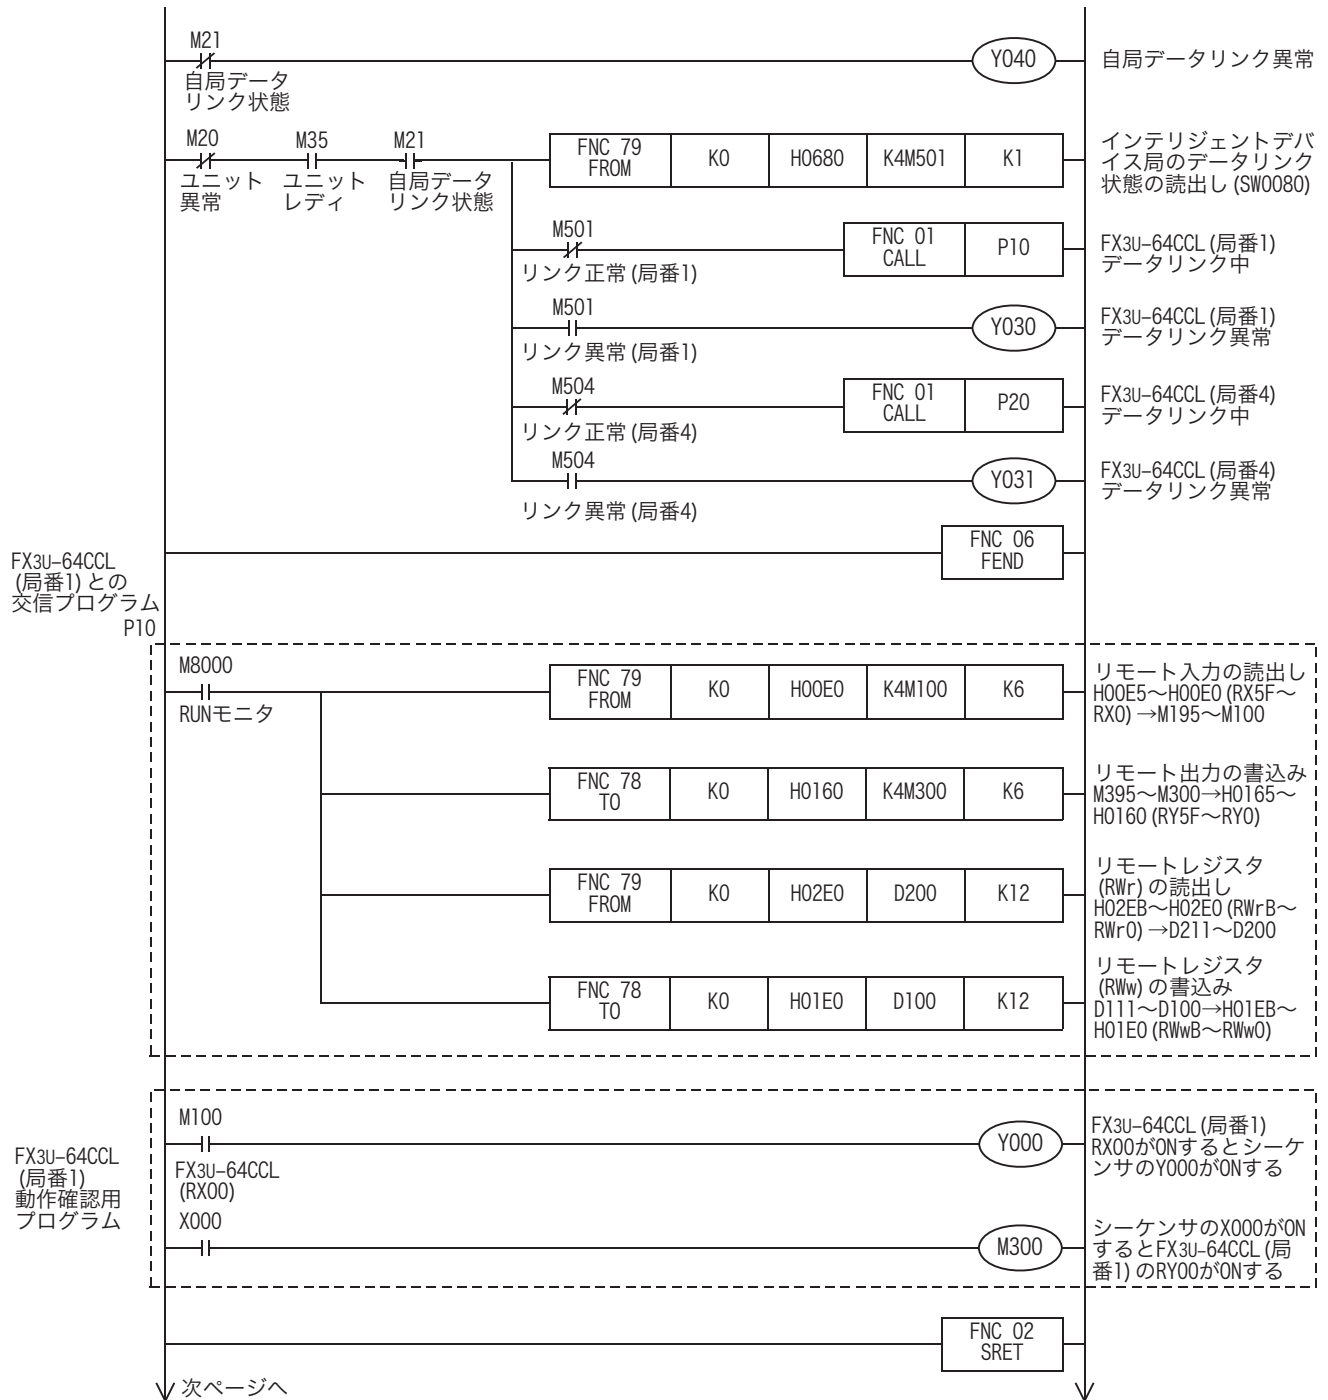 M21
自局データ
リンク状態
Y040
自局データリンク異常
M20
ユニット
異常
M35
ユニット
レディ
M21
自局データ
リンク状態
FNC 79
FROM
K0
H0680
K4M501
K1
インテリジェントデバ
イス局のデータリンク
状態の読出し(SW0080)
M501
リンク正常(局番1)
FNC 01
CALL
P10
FX3U-64CCL(局番1)
データリンク中
M501
リンク異常(局番1)
Y030
FX3U-64CCL(局番1)
データリンク異常
M504
リンク正常(局番4)
FNC 01
CALL
P20
FX3U-64CCL(局番4)
データリンク中
M504
リンク異常(局番4)
Y031
FX3U-64CCL(局番4)
データリンク異常
FNC 06
FEND
FX3U-64CCL
(局番1)との
交信プログラム
P10
M8000
RUNモニタ
FNC 79
FROM
K0
H00E0
K4M100
K6
リモート入力の読出し
H00E5～H00E0(RX5F～
RX0)→M195～M100
FNC 78
TO
K0
H0160
K4M300
K6
リモート出力の書込み
M395～M300→H0165～
H0160(RY5F～RY0)
FNC 79
FROM
K0
H02E0
D200
K12
リモートレジスタ
(RWr)の読出し
H02EB～H02E0(RWrB～
RWr0)→D211～D200
FNC 78
TO
K0
H01E0
D100
K12
リモートレジスタ
(RWw)の書込み
D111～D100→H01EB～
H01E0(RWwB～RWw0)
FX3U-64CCL
(局番1)
動作確認用
プログラム
M100
FX3U-64CCL
(RX00)
Y000
FX3U-64CCL(局番1)
RX00がONするとシーケ
ンサのY000がONする
X000
M300
シーケンサのX000がON
するとFX3U-64CCL(局
番1)のRY00がONする
FNC 02
SRET
次ページへ